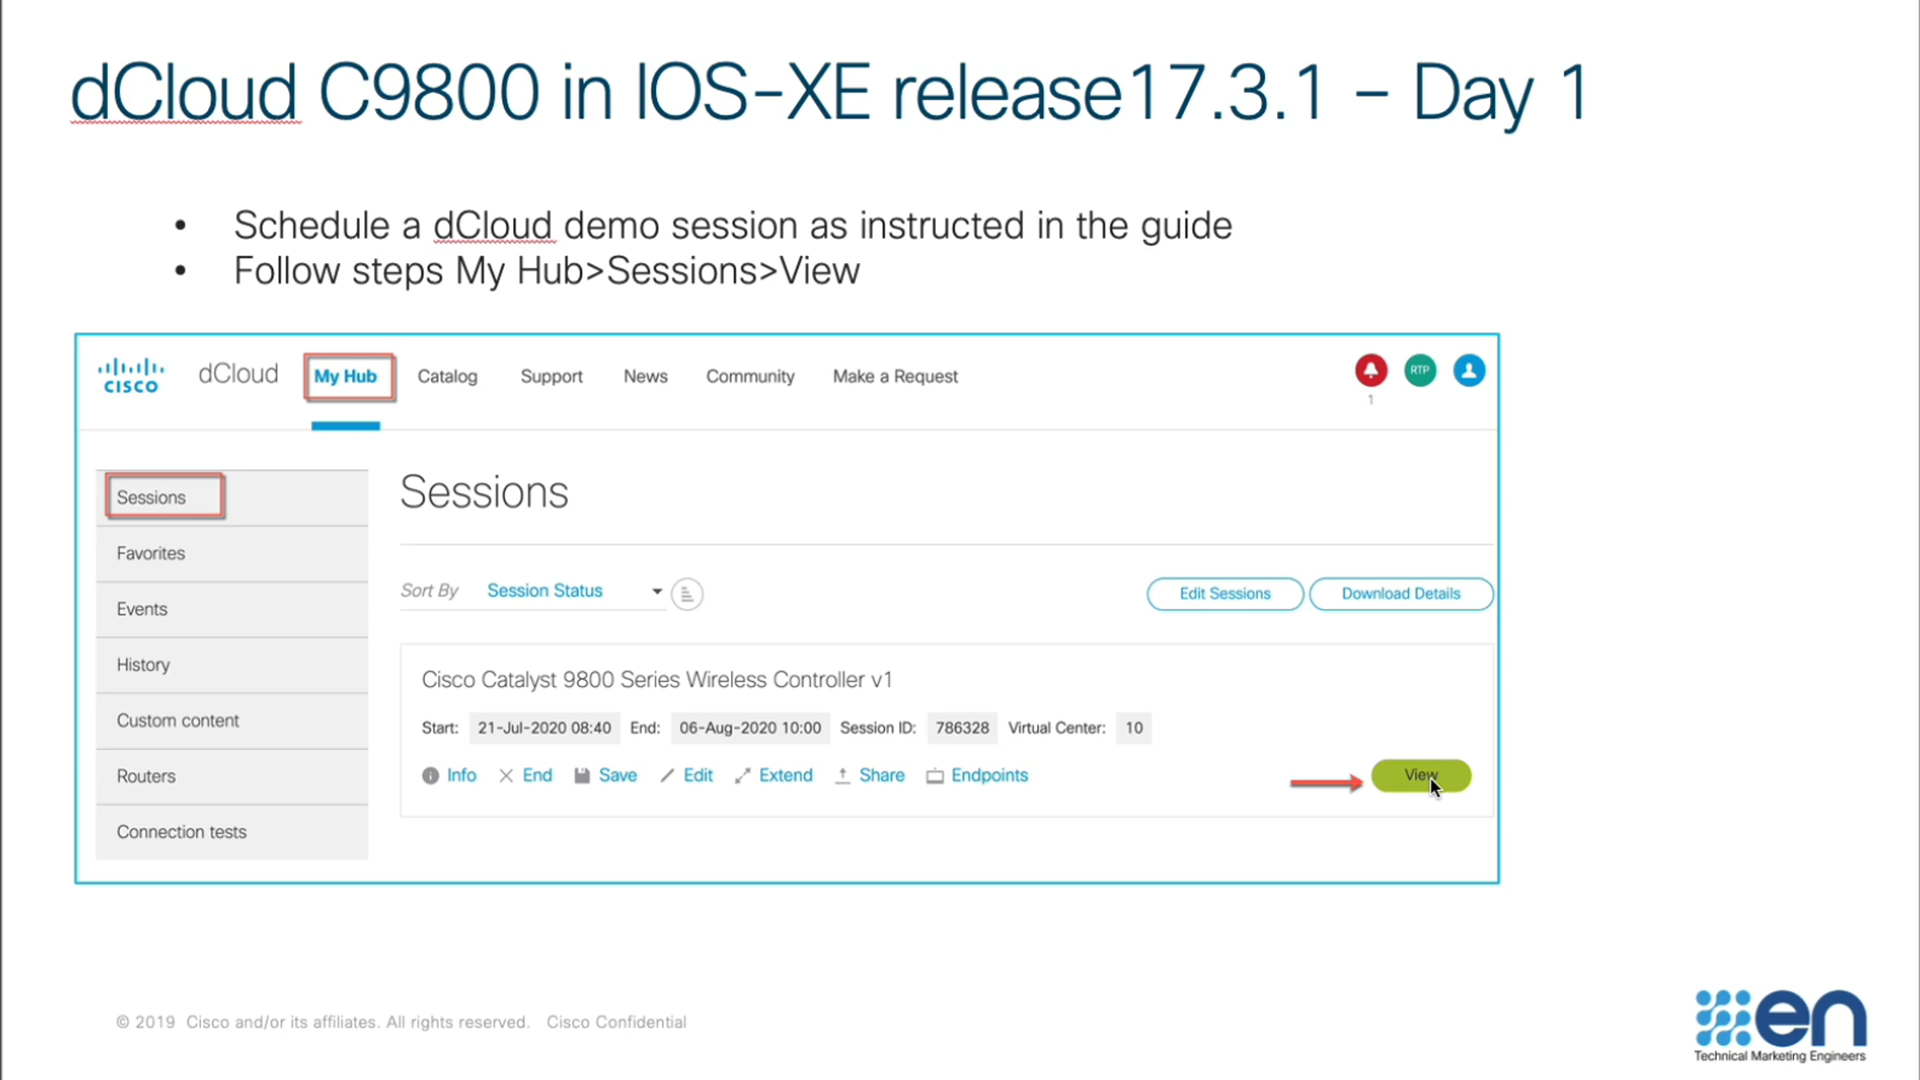 dCloud C9800 in IOS-XE release17.3.1 – Day 1
• Schedule a dCloud demo session as instructed in the guide
• Follow steps My Hub>Sessions>View
CISCO dCloud My Hub Catalog Support News Community Make a Request RTP
1
Sessions
Favorites
Events
History
Custom content
Routers
Connection tests
Sessions
Sort By Session Status Edit Sessions Download Details
Cisco Catalyst 9800 Series Wireless Controller v1
Start: 21-Jul-2020 08:40 End: 06-Aug-2020 10:00 Session ID: 786328 Virtual Center: 10
Info End Save Edit Extend Share Endpoints View
© 2019 Cisco and/or its affiliates. All rights reserved. Cisco Confidential
en
Technical Marketing Engineers